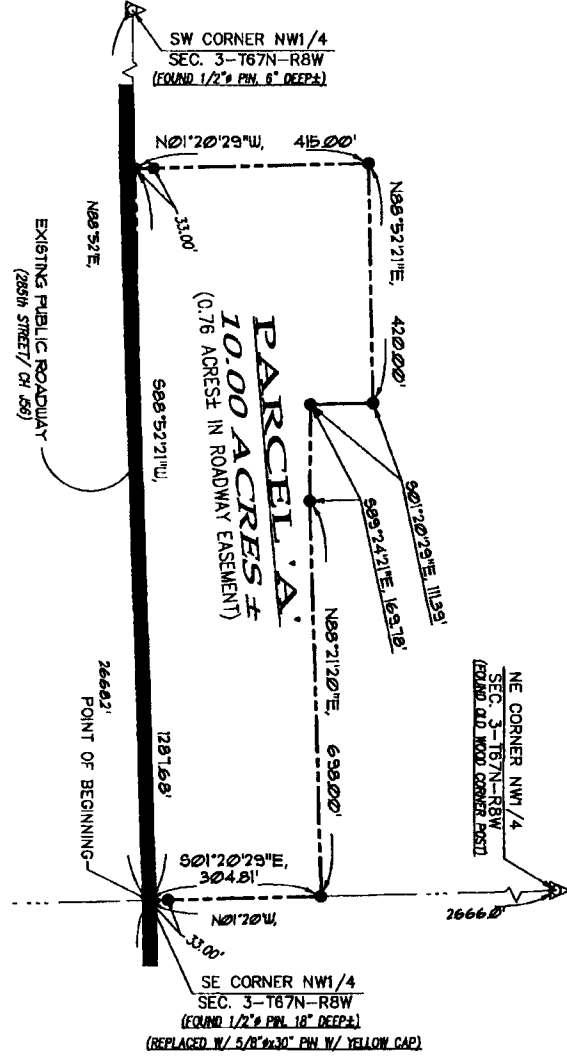 SW CORNER NW1/4
SEC. 3-T67N-R8W
(FOUND 1/2"ø PIN, 6" DEEP±)
N01°20'29"W, 415.00'
33.00'
N88°52'21"E, 420.00'
N88°52'E,
EXISTING PUBLIC ROADWAY
(285th STREET/ CH J56)
S88°52'21"W,
1287.68'
2668.2'
PARCEL 'A'
10.00 ACRES ±
(0.76 ACRES± IN ROADWAY EASEMENT)
S01°20'29"E, 111.39'
S89°24'21"E, 169.78'
N88°21'20"E, 698.00'
NE CORNER NW1/4
SEC. 3-T67N-R8W
(FOUND OLD WOOD CORNER POST)
2666.0'
POINT OF BEGINNING
S01°20'29"E,
304.81'
N01°20'W,
33.00'
SE CORNER NW1/4
SEC. 3-T67N-R8W
(FOUND 1/2"ø PIN, 18" DEEP±)
(REPLACED W/ 5/8"øx30" PIN W/ YELLOW CAP)